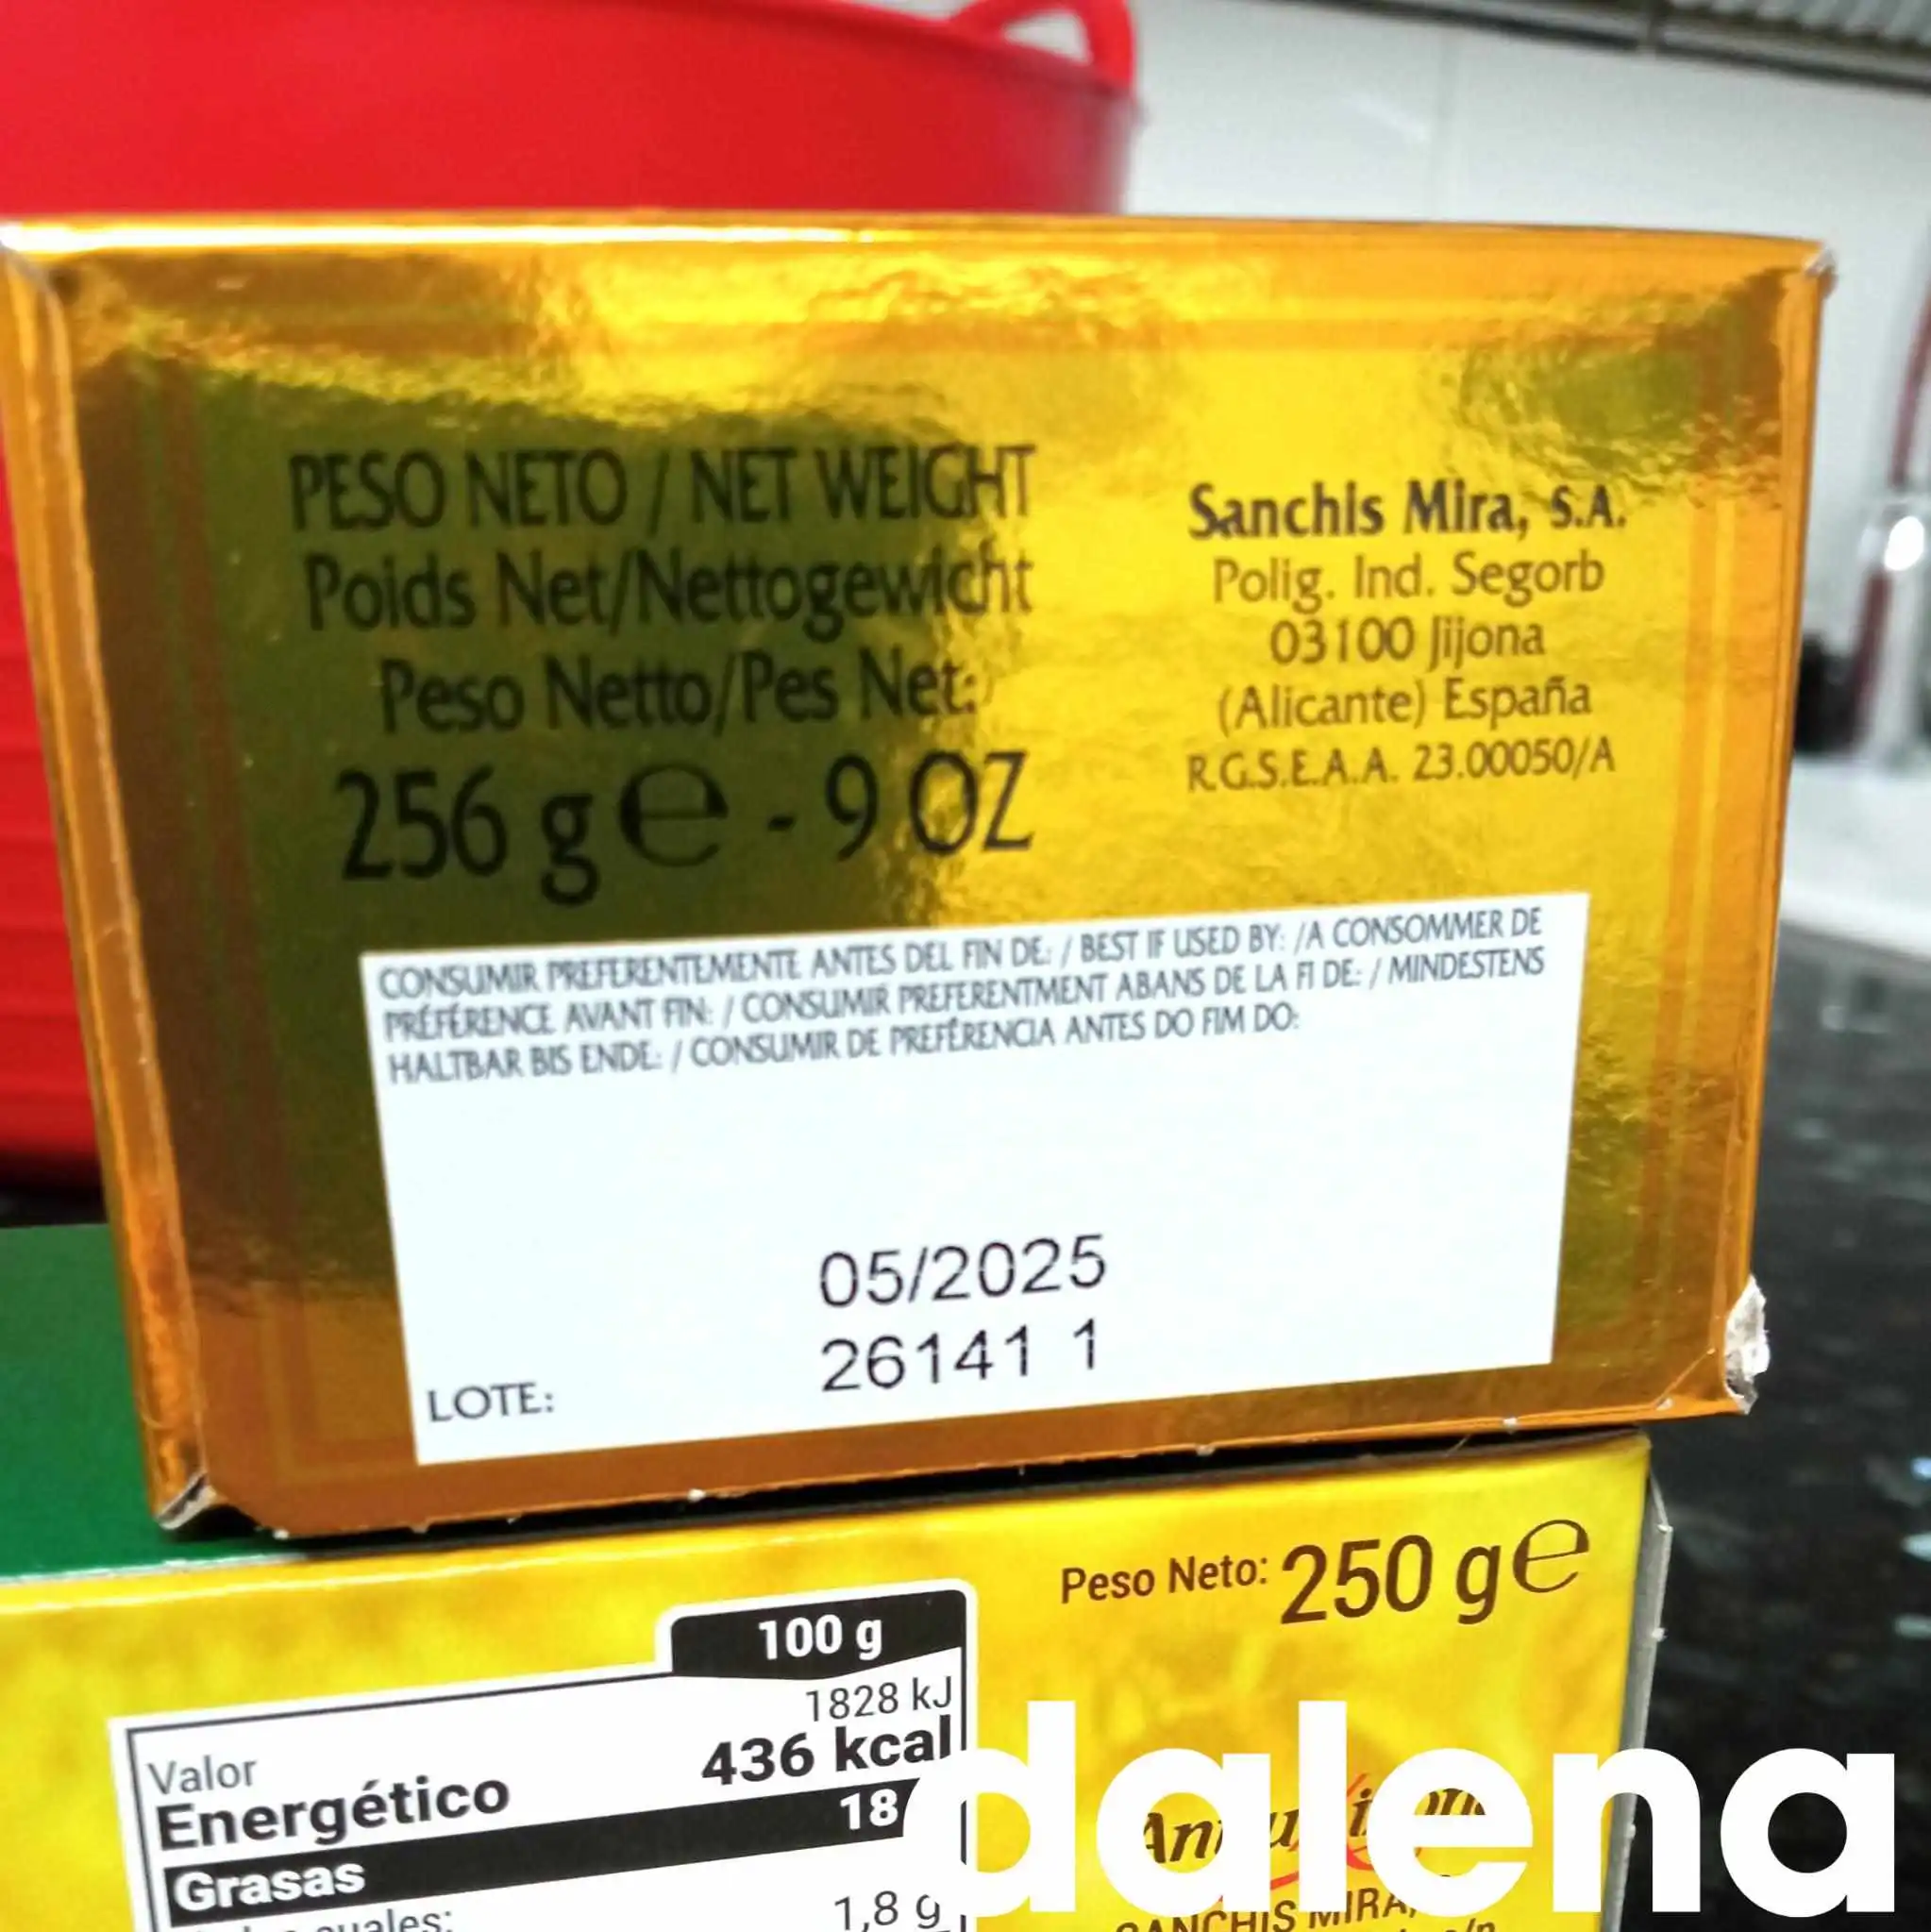 PESO NETO / NET WEIGHT
Poids Net/Nettogewicht
Peso Netto/Pes Net:
256 g e - 9 OZ
Sanchis Mira, S.A.
Polig. Ind. Segorb
03100 Jijona
(Alicante) España
R.G.S.E.A.A. 23.00050/A
CONSUMIR PREFERENTEMENTE ANTES DEL FIN DE: / BEST IF USED BY: /A CONSOMMER DE
PRÉFÉRENCE AVANT FIN: / CONSUMIR PREFERENTMENT ABANS DE LA FI DE: / MINDESTENS
HALTBAR BIS ENDE: / CONSUMIR DE PREFÊRENCIA ANTES DO FIM DO:
05/2025
26141 1
LOTE:
Peso Neto: 250 g e
100 g
1828 kJ
Valor
Energético
436 kcal
Grasas
18
cuales:
1,8 g
SANCHIS MIRA,
dalena